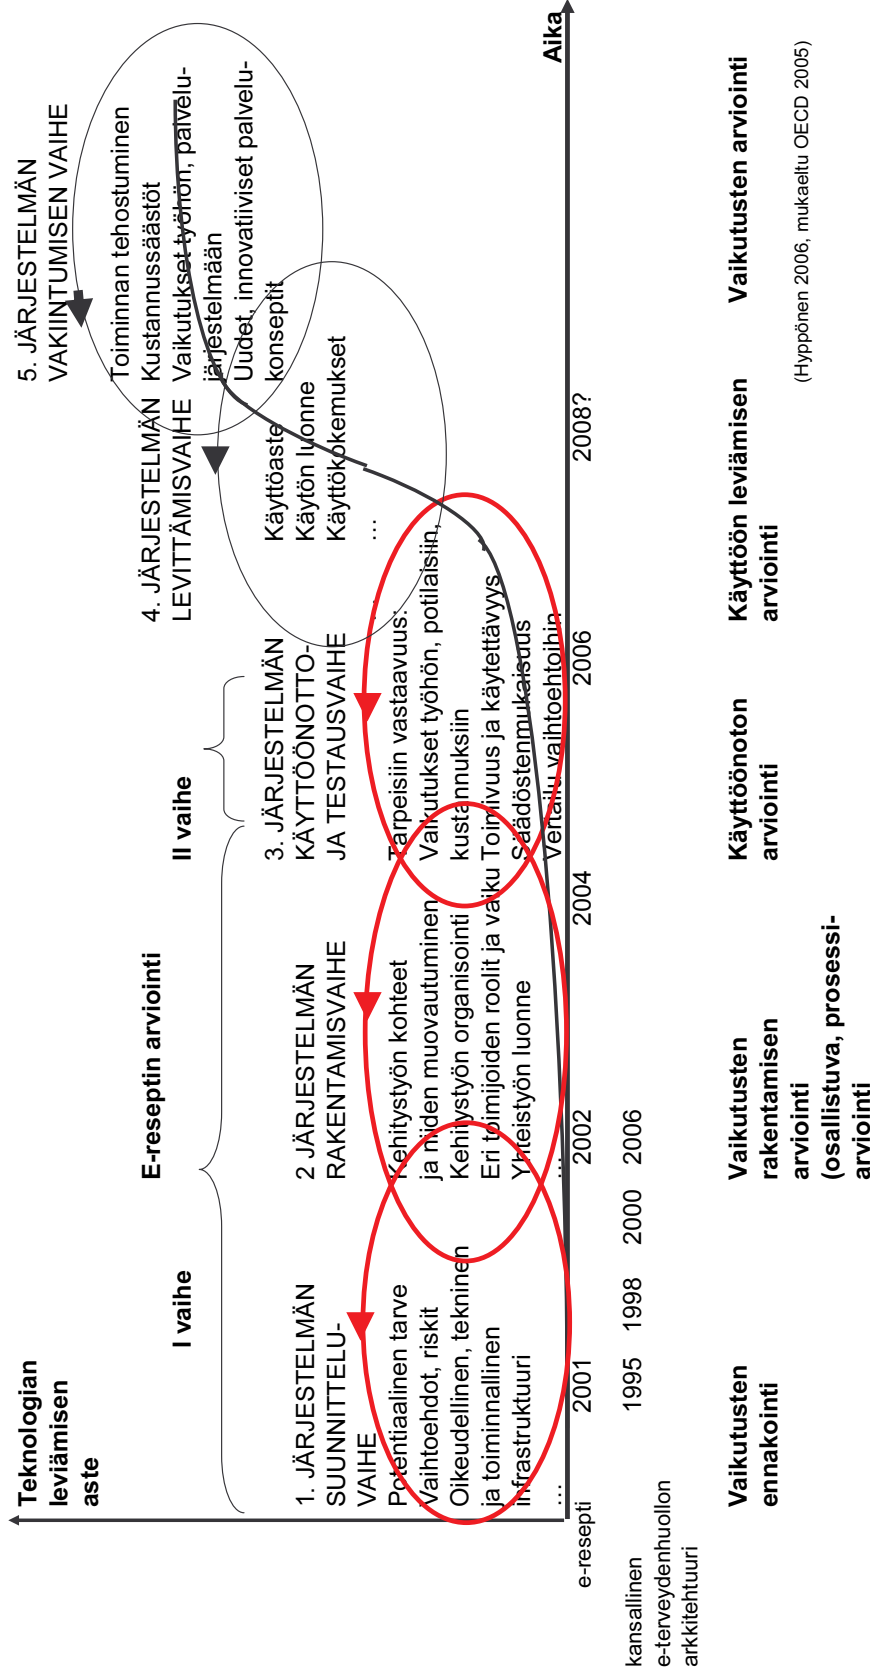 Teknologian
leviämisen
aste
E-reseptin arviointi
I vaihe
II vaihe
1. JÄRJESTELMÄN
SUUNNITTELU-
VAIHE
Potentiaalinen tarve
Vaihtoehdot, riskit
Oikeudellinen, tekninen
ja toiminnallinen
infrastruktuuri
...
2 JÄRJESTELMÄN
RAKENTAMISVAIHE
Kehitystyön kohteet
ja niiden muovautuminen
Kehitystyön organisointi
Eri toimijoiden roolit ja vaiku
Yhteistyön luonne
...
3. JÄRJESTELMÄN
KÄYTTÖÖNOTTO-
JA TESTAUSVAIHE
Tarpeisiin vastaavuus:
Vaikutukset työhön, potilaisiin,
kustannuksiin
Toimivuus ja käytettävyys
Säädöstenmukaisuus
Vertailu vaihtoehtoihin
...
4. JÄRJESTELMÄN
LEVITTÄMISVAIHE
Käyttöaste
Käytön luonne
Käyttökokemukset
...
5. JÄRJESTELMÄN
VAKIINTUMISEN VAIHE
Toiminnan tehostuminen
Kustannussäästöt
Vaikutukset työhön, palvelu-
järjestelmään
Uudet, innovatiiviset palvelu-
konseptit
Aika
e-resepti
2001
2002
2004
2006
2008?
kansallinen
e-terveydenhuollon
arkkitehtuuri
1995
1998
2000
2006
Vaikutusten
ennakointi
Vaikutusten
rakentamisen
arviointi
(osallistuva, prosessi-
arviointi
Käyttöönoton
arviointi
Käyttöön leviämisen
arviointi
Vaikutusten arviointi
(Hyppönen 2006, mukaeltu OECD 2005)